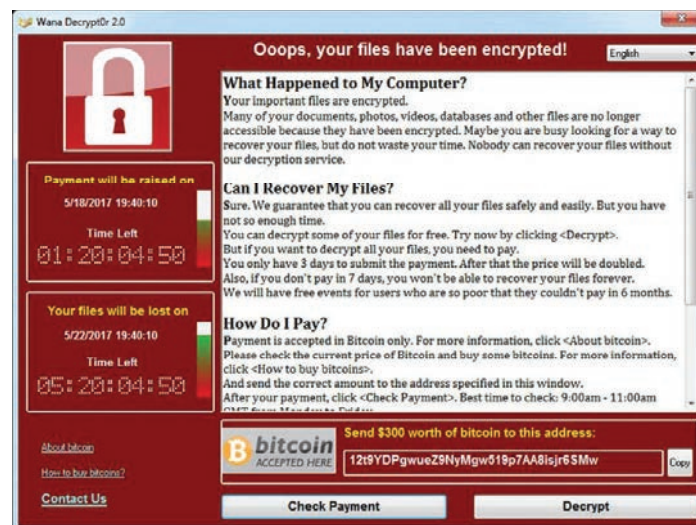 Wana Decrypt0r 2.0
Ooops, your files have been encrypted!
English
What Happened to My Computer?
Your important files are encrypted.
Many of your documents, photos, videos, databases and other files are no longer
accessible because they have been encrypted. Maybe you are busy looking for a way to
recover your files, but do not waste your time. Nobody can recover your files without
our decryption service.
Can I Recover My Files?
Sure. We guarantee that you can recover all your files safely and easily. But you have
not so enough time.
You can decrypt some of your files for free. Try now by clicking <Decrypt>.
But if you want to decrypt all your files, you need to pay.
You only have 3 days to submit the payment. After that the price will be doubled.
Also, if you don't pay in 7 days, you won't be able to recover your files forever.
We will have free events for users who are so poor that they couldn't pay in 6 months.
How Do I Pay?
Payment is accepted in Bitcoin only. For more information, click <About bitcoin>.
Please check the current price of Bitcoin and buy some bitcoins. For more information,
click <How to buy bitcoins>.
And send the correct amount to the address specified in this window.
After your payment, click <Check Payment>. Best time to check: 9:00am - 11:00am
GMT from Monday to Friday
Payment will be raised on
5/18/2017 19:40:10
Time Left
01:20:04:50
Your files will be lost on
5/22/2017 19:40:10
Time Left
05:20:04:50
About bitcoin
How to buy bitcoins?
Contact Us
bitcoin
ACCEPTED HERE
Send $300 worth of bitcoin to this address:
12t9YDPgwueZ9NyMgw519p7AA8isjr6SMw
Copy
Check Payment
Decrypt